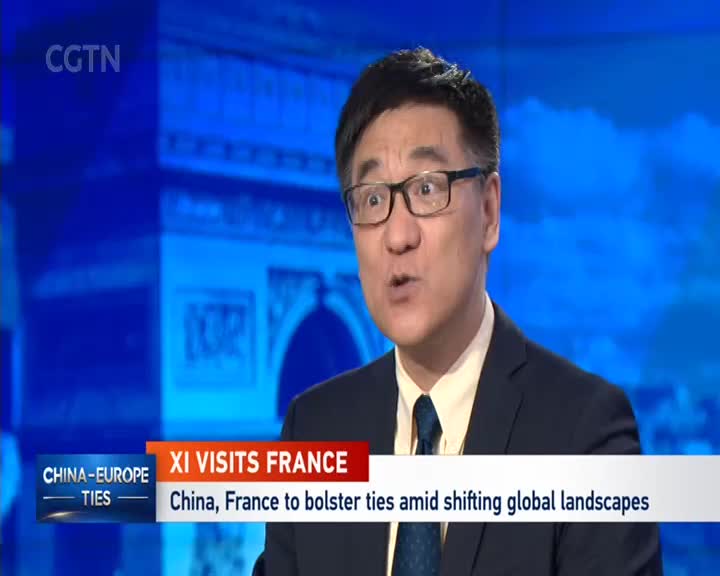 CGTN
XI VISITS FRANCE
CHINA-EUROPE
TIES
China, France to bolster ties amid shifting global landscapes